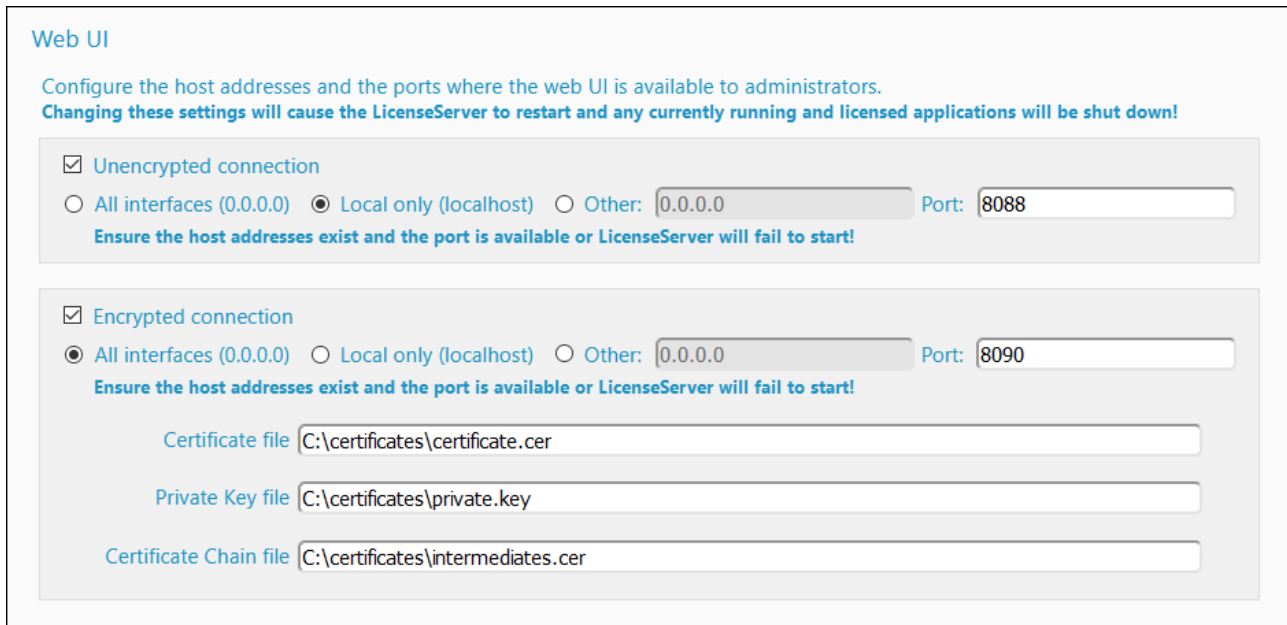 Web UI
Configure the host addresses and the ports where the web UI is available to administrators.
Changing these settings will cause the LicenseServer to restart and any currently running and licensed applications will be shut down!
Unencrypted connection
All interfaces (0.0.0.0) Local only (localhost) Other: 0.0.0.0 Port: 8088
Ensure the host addresses exist and the port is available or LicenseServer will fail to start!
Encrypted connection
All interfaces (0.0.0.0) Local only (localhost) Other: 0.0.0.0 Port: 8090
Ensure the host addresses exist and the port is available or LicenseServer will fail to start!
Certificate file C:\certificates\certificate.cer
Private Key file C:\certificates\private.key
Certificate Chain file C:\certificates\intermediates.cer